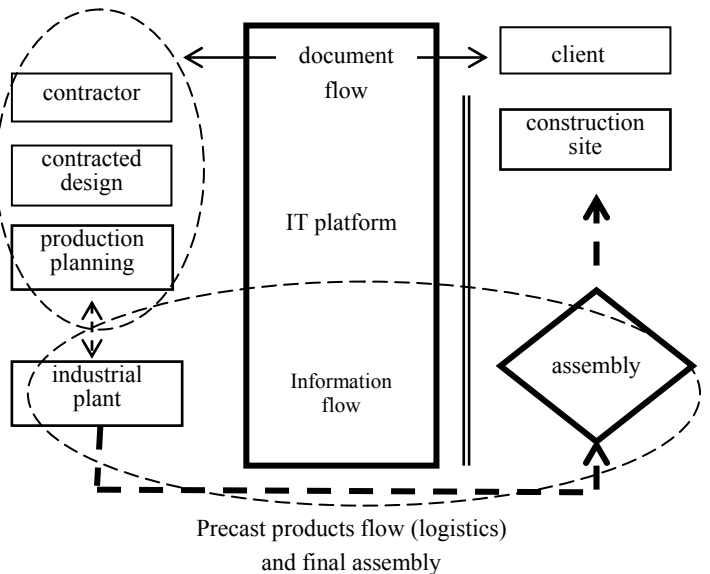 contractor
contracted
design
production
planning
industrial
plant
document
flow
IT platform
Information
flow
client
construction
site
assembly
Precast products flow (logistics)
and final assembly